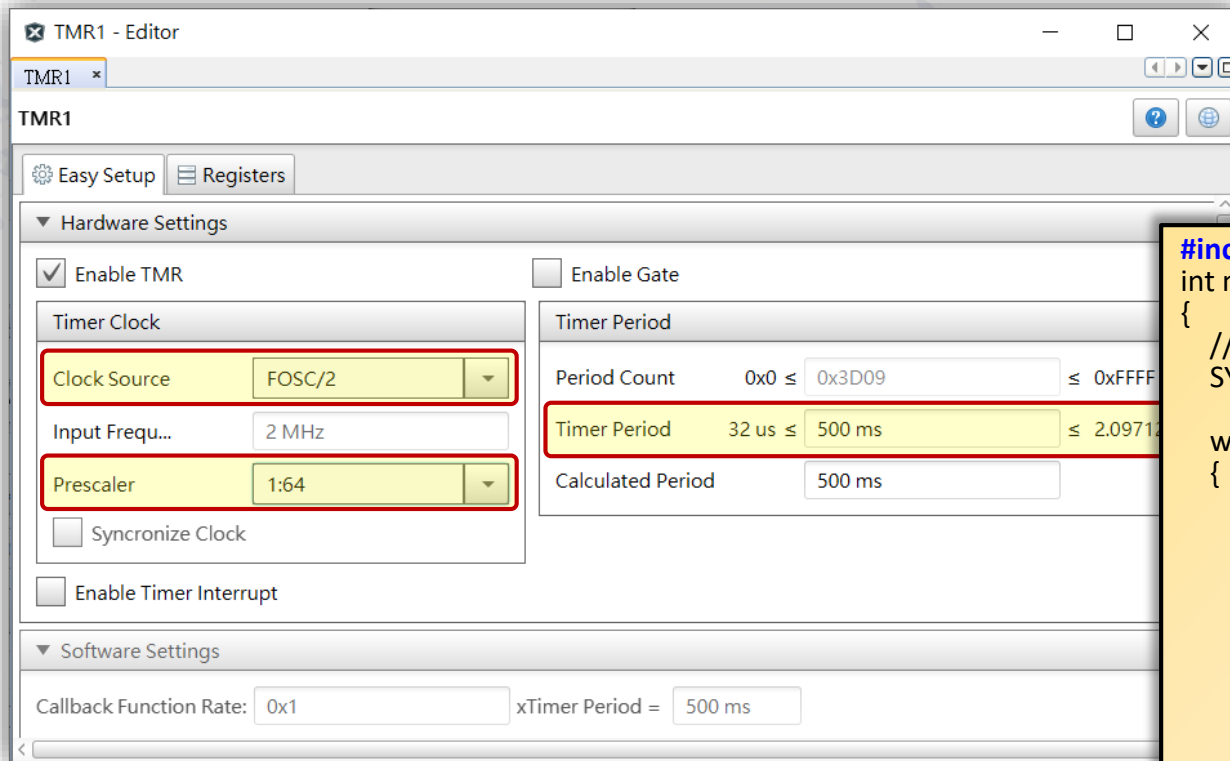 TMR1 - Editor
TMR1
TMR1
Easy Setup
Registers
Hardware Settings
Enable TMR
Enable Gate
Timer Clock
Clock Source FOSC/2
Input Frequ... 2 MHz
Prescaler 1:64
Syncronize Clock
Timer Period
Period Count 0x0 ≤ 0x3D09 ≤ 0xFFFF
Timer Period 32 us ≤ 500 ms ≤ 2.0971
Calculated Period 500 ms
Enable Timer Interrupt
Software Settings
Callback Function Rate: 0x1 xTimer Period = 500 ms
int
{
//
{